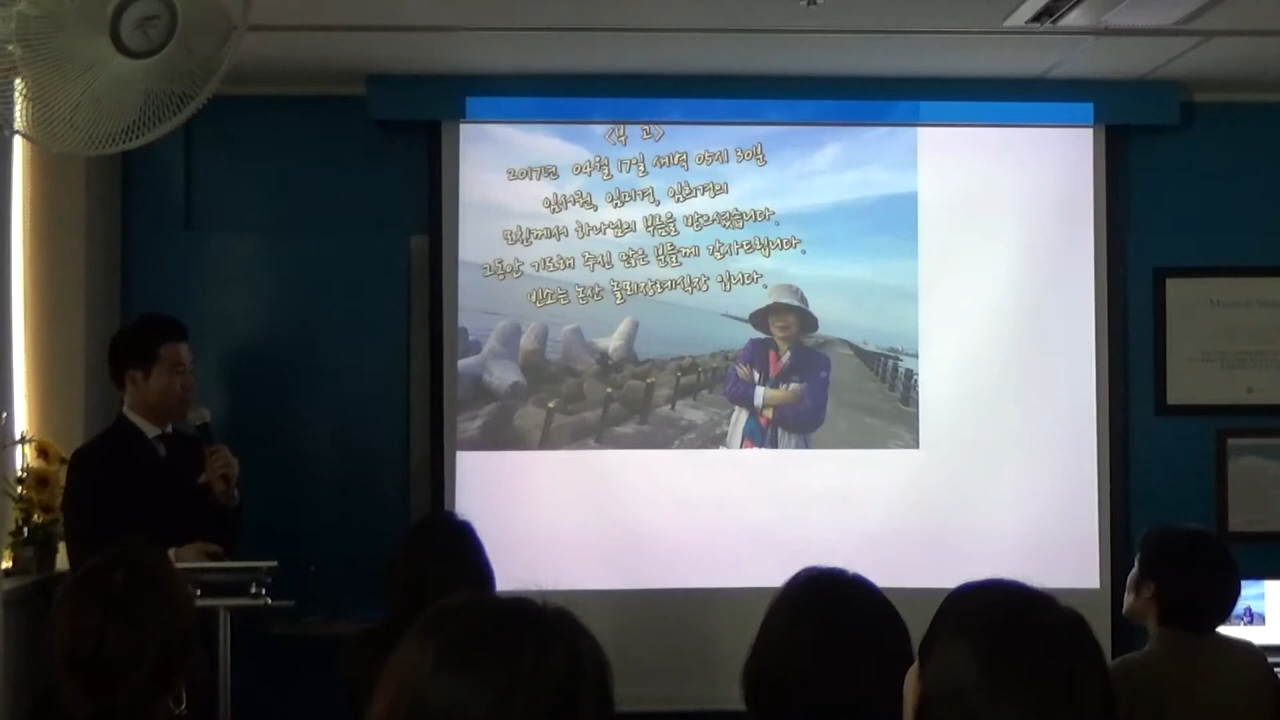 <부 고>
2017년 04월 17일 새벽 05시 30분
임서원, 임미경, 임희경의
모친께서 하나님의 부름을 받으셨습니다.
그동안 기도해 주신 많은 분들께 감사드립니다.
빈소는 논산 놀뫼장례식장 입니다.